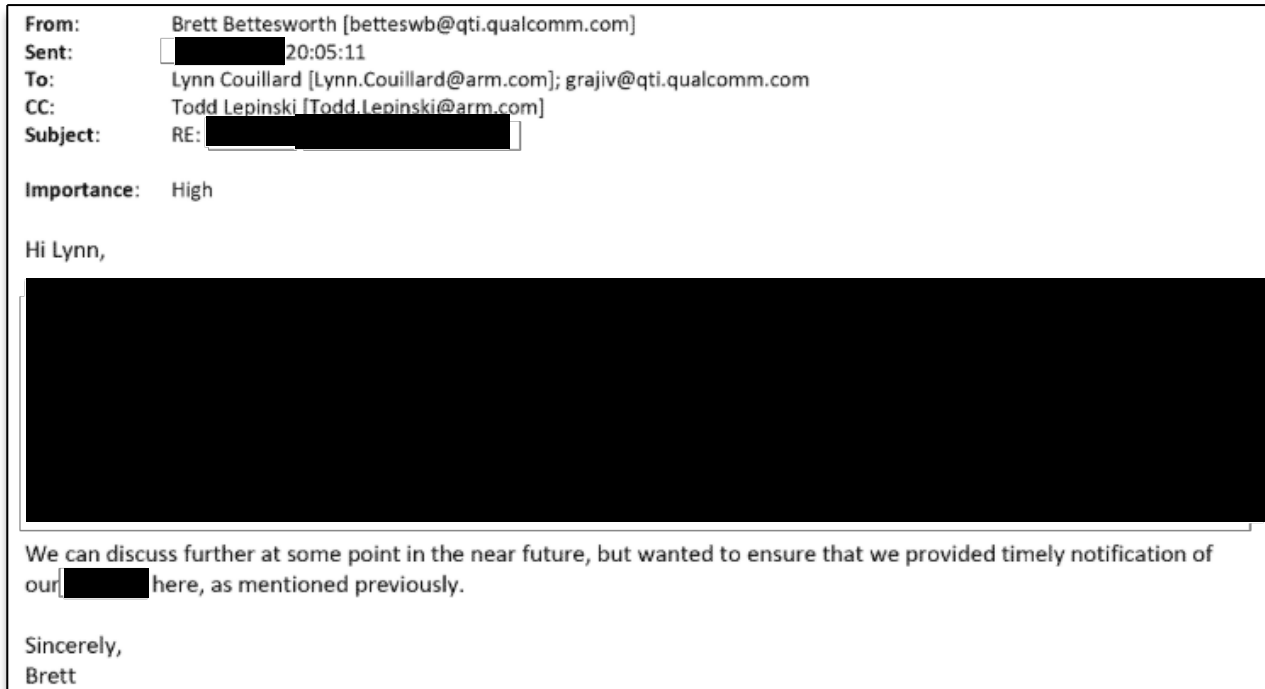 From: Brett Bettesworth [betteswb@qti.qualcomm.com]
Sent: 20:05:11
To: Lynn Couillard [Lynn.Couillard@arm.com]; grajiv@qti.qualcomm.com
CC: Todd Lepinski [Todd.Lepinski@arm.com]
Subject: RE:
Importance: High
Hi Lynn,
We can discuss further at some point in the near future, but wanted to ensure that we provided timely notification of
our here, as mentioned previously.
Sincerely,
Brett